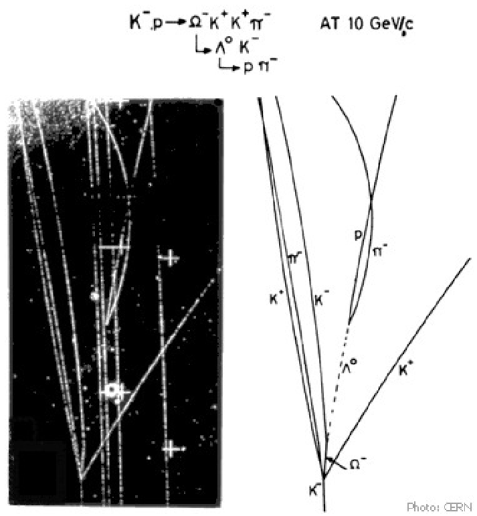 K⁻p→Ω⁻K⁺K⁺π⁻ AT 10 GeV/c
↳Λ⁰ K⁻
↳p π⁻
p
π⁻
π⁻
K⁺
K⁻
Λ⁰
K⁺
Ω⁻
K⁻
Photo: CERN